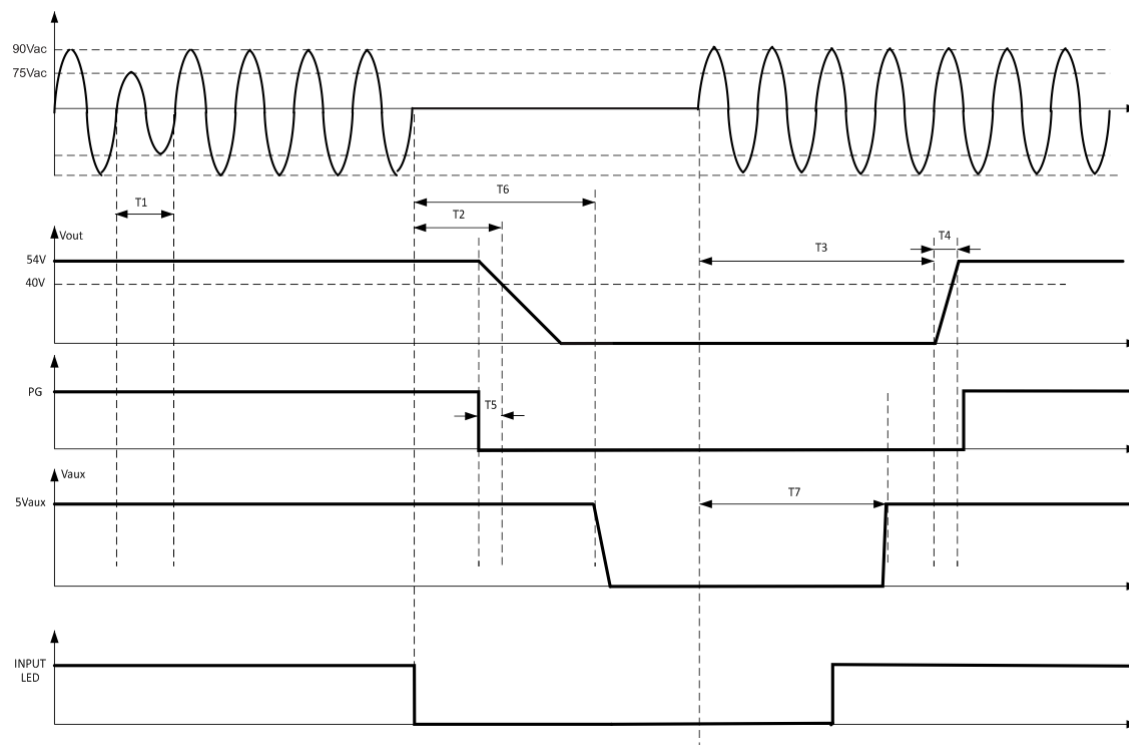 90Vac
75Vac
T1
T6
T2
Vout
54V
40V
T3
T4
PG
T5
Vaux
5Vaux
T7
INPUT
LED